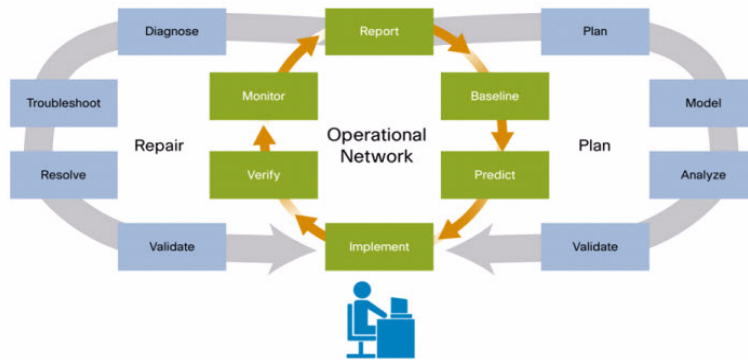 Diagnose
Report
Plan
Troubleshoot
Monitor
Baseline
Model
Repair
Operational
Network
Plan
Resolve
Verify
Predict
Analyze
Validate
Implement
Validate